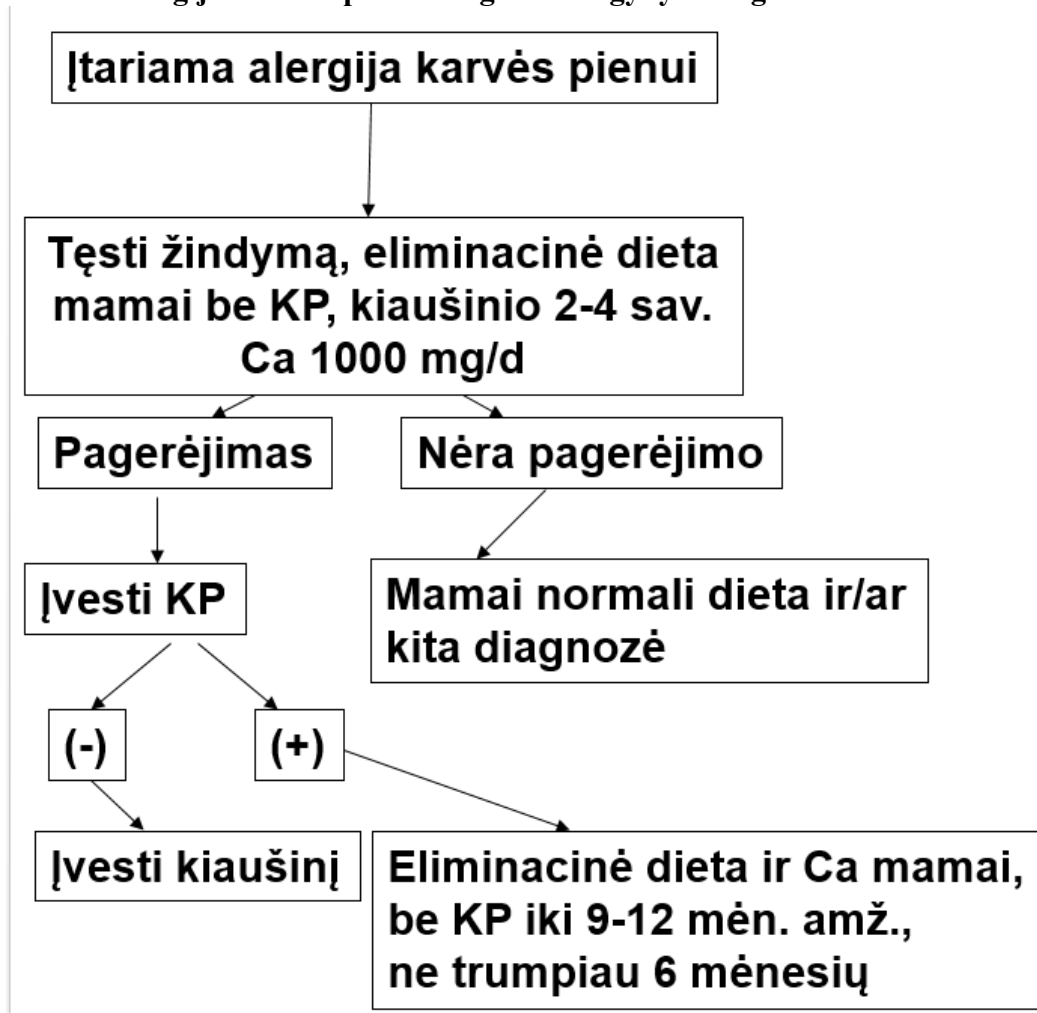 Įtariama alergija karvės pienui
Tęsti žindymą, eliminacinė dieta
mamai be KP, kiaušinio 2-4 sav.
Ca 1000 mg/d
Pagerėjimas
Nėra pagerėjimo
Įvesti KP
Mamai normali dieta ir/ar
kita diagnozė
(-)
(+)
Įvesti kiaušinį
Eliminacinė dieta ir Ca mamai,
be KP iki 9-12 mėn. amž.,
ne trumpiau 6 mėnesių